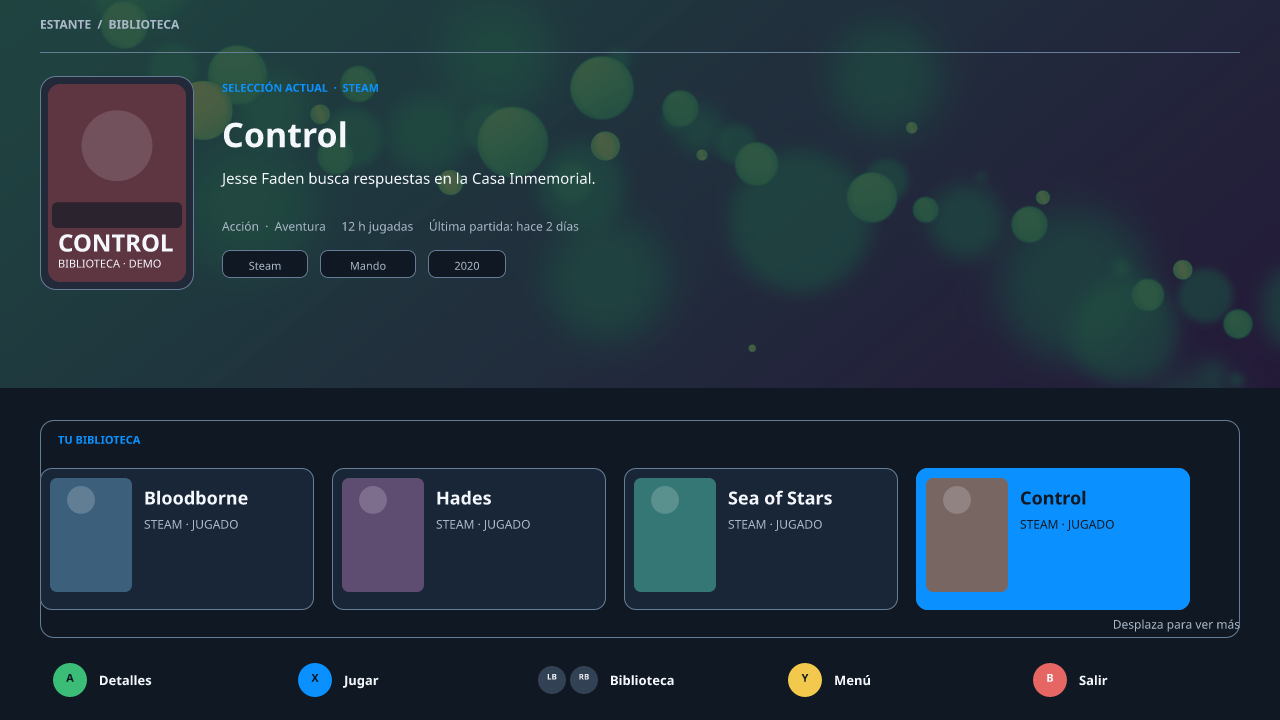 ESTANTE / BIBLIOTECA
SELECCIÓN ACTUAL · STEAM
Control
Jesse Faden busca respuestas en la Casa Inmemorial.
Acción · Aventura 12 h jugadas Última partida: hace 2 días
Steam Mando 2020
CONTROL
BIBLIOTECA · DEMO
TU BIBLIOTECA
Bloodborne
STEAM · JUGADO
Hades
STEAM · JUGADO
Sea of Stars
STEAM · JUGADO
Control
STEAM · JUGADO
Desplaza para ver más
A Detalles
X Jugar
LB RB Biblioteca
Y Menú
B Salir